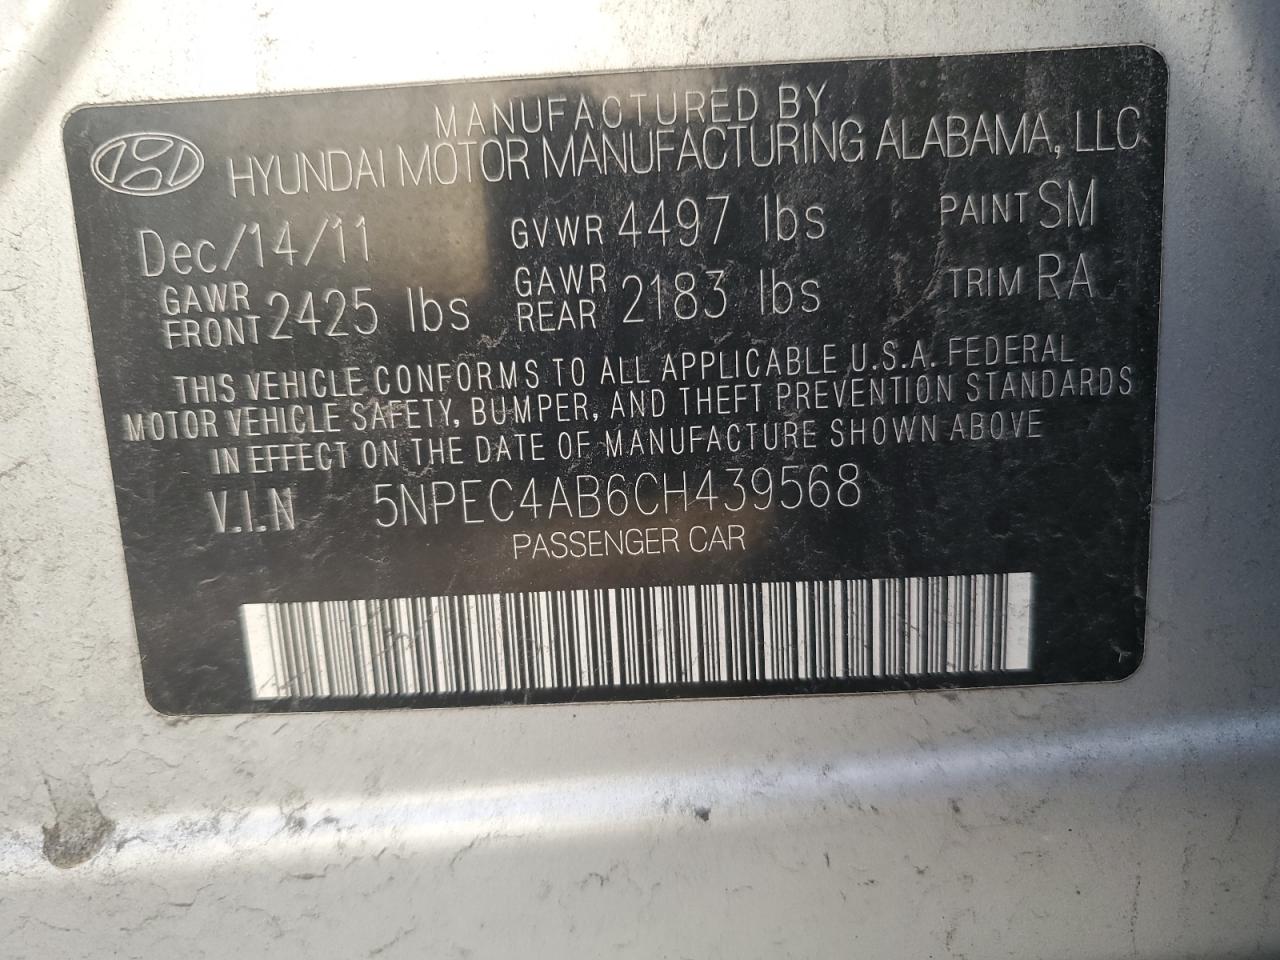 MANUFACTURED BY
HYUNDAI MOTOR MANUFACTURING ALABAMA, LLC
Dec/14/11 GVWR 4497 lbs PAINT SM
GAWR FRONT 2425 lbs GAWR REAR 2183 lbs TRIM RA
THIS VEHICLE CONFORMS TO ALL APPLICABLE U.S.A. FEDERAL
MOTOR VEHICLE SAFETY, BUMPER, AND THEFT PREVENTION STANDARDS
IN EFFECT ON THE DATE OF MANUFACTURE SHOWN ABOVE
V.I.N 5NPEC4AB6CH439568
PASSENGER CAR